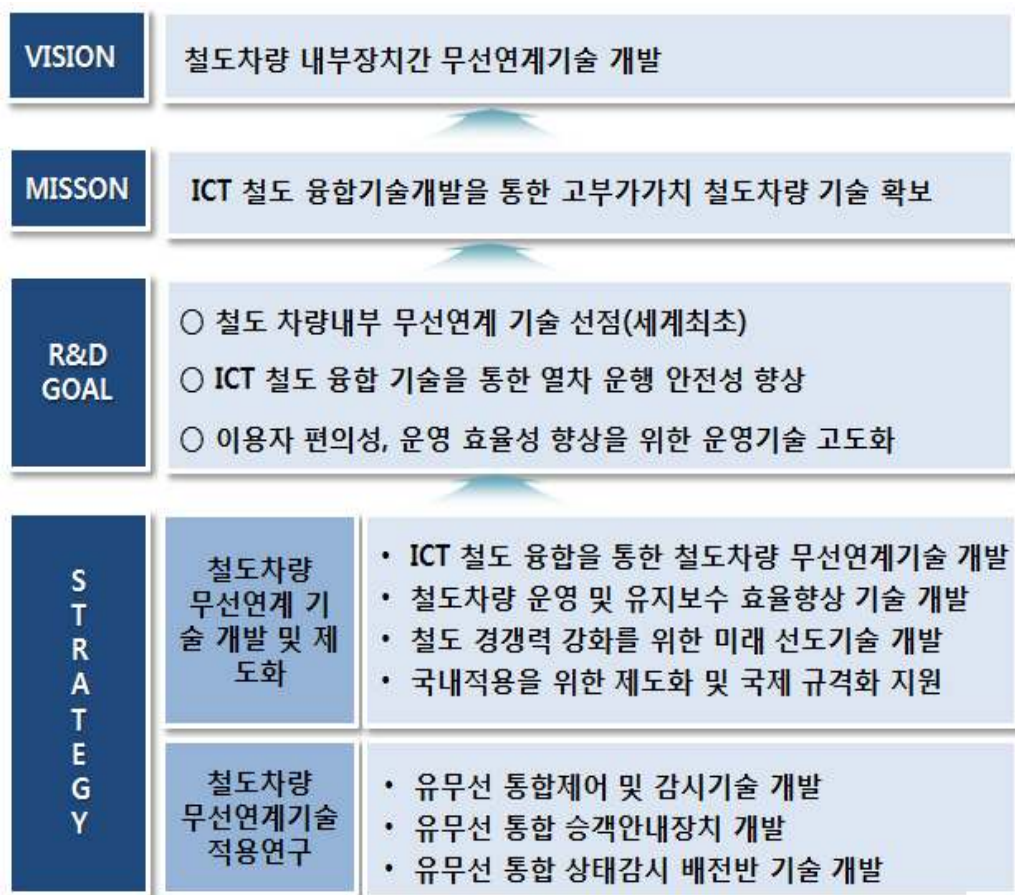 VISION
철도차량 내부장치간 무선연계기술 개발
MISSON
ICT 철도 융합기술개발을 통한 고부가가치 철도차량 기술 확보
R&D
GOAL
○ 철도 차량내부 무선연계 기술 선점(세계최초)
○ ICT 철도 융합 기술을 통한 열차 운행 안전성 향상
○ 이용자 편의성, 운영 효율성 향상을 위한 운영기술 고도화
S
T
R
A
T
E
G
Y
철도차량
무선연계 기
술 개발 및 제
도화
• ICT 철도 융합을 통한 철도차량 무선연계기술 개발
• 철도차량 운영 및 유지보수 효율향상 기술 개발
• 철도 경갱력 강화를 위한 미래 선도기술 개발
• 국내적용을 위한 제도화 및 국제 규격화 지원
철도차량
무선연계기술
적용연구
• 유무선 통합제어 및 감시기술 개발
• 유무선 통합 승객안내장치 개발
• 유무선 통합 상태감시 배전반 기술 개발